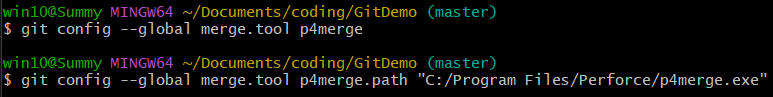 win10@Summy MINGW64 ~/Documents/coding/GitDemo (master)
$ git config --global merge.tool p4merge
win10@Summy MINGW64 ~/Documents/coding/GitDemo (master)
$ git config --global merge.tool p4merge.path "C:/Program Files/Perforce/p4merge.exe"